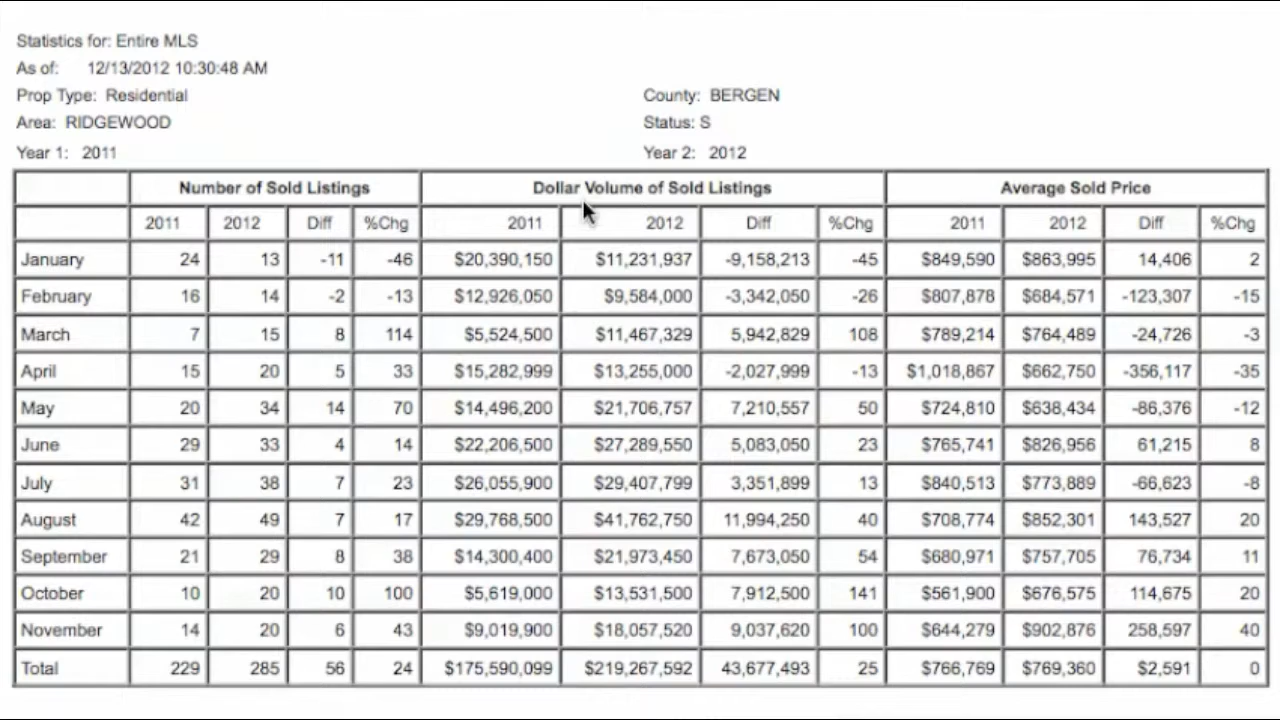 Statistics for: Entire MLS
As of: 12/13/2012 10:30:48 AM
Prop Type: Residential County: BERGEN
Area: RIDGEWOOD Status: S
Year 1: 2011 Year 2: 2012
Number of Sold Listings Dollar Volume of Sold Listings Average Sold Price
2011 2012 Diff %Chg 2011 2012 Diff %Chg 2011 2012 Diff %Chg
January 24 13 -11 -46 $20,390,150 $11,231,937 -9,158,213 -45 $849,590 $863,995 14,406 2
February 16 14 -2 -13 $12,926,050 $9,584,000 -3,342,050 -26 $807,878 $684,571 -123,307 -15
March 7 15 8 114 $5,524,500 $11,467,329 5,942,829 108 $789,214 $764,489 -24,726 -3
April 15 20 5 33 $15,282,999 $13,255,000 -2,027,999 -13 $1,018,867 $662,750 -356,117 -35
May 20 34 14 70 $14,496,200 $21,706,757 7,210,557 50 $724,810 $638,434 -86,376 -12
June 29 33 4 14 $22,206,500 $27,289,550 5,083,050 23 $765,741 $826,956 61,215 8
July 31 38 7 23 $26,055,900 $29,407,799 3,351,899 13 $840,513 $773,889 -66,623 -8
August 42 49 7 17 $29,768,500 $41,762,750 11,994,250 40 $708,774 $852,301 143,527 20
September 21 29 8 38 $14,300,400 $21,973,450 7,673,050 54 $680,971 $757,705 76,734 11
October 10 20 10 100 $5,619,000 $13,531,500 7,912,500 141 $561,900 $676,575 114,675 20
November 14 20 6 43 $9,019,900 $18,057,520 9,037,620 100 $644,279 $902,876 258,597 40
Total 229 285 56 24 $175,590,099 $219,267,592 43,677,493 25 $766,769 $769,360 $2,591 0